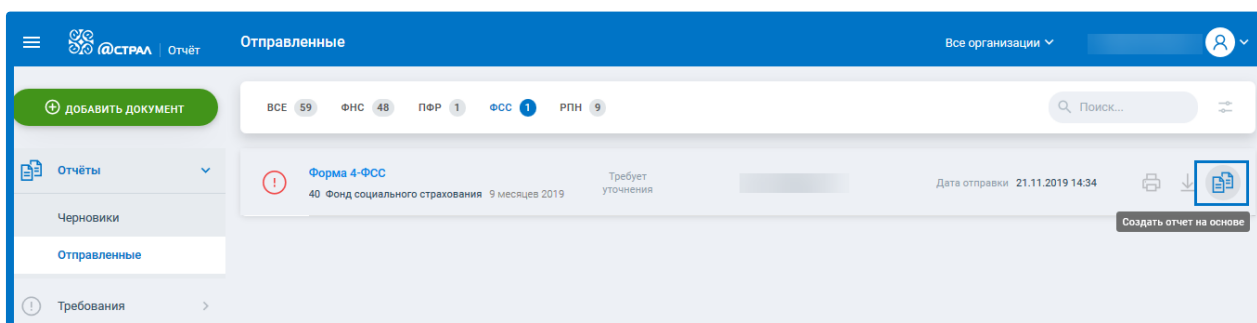 @СТРАЛ | Отчёт
Отправленные
Все организации
ДОБАВИТЬ ДОКУМЕНТ
ВСЕ 59 ФНС 48 ПФР 1 ФСС 1 РПН 9
Поиск...
Отчёты
Форма 4-ФСС
40 Фонд социального страхования 9 месяцев 2019
Требует
уточнения
Дата отправки 21.11.2019 14:34
Создать отчет на основе
Черновики
Отправленные
Требования